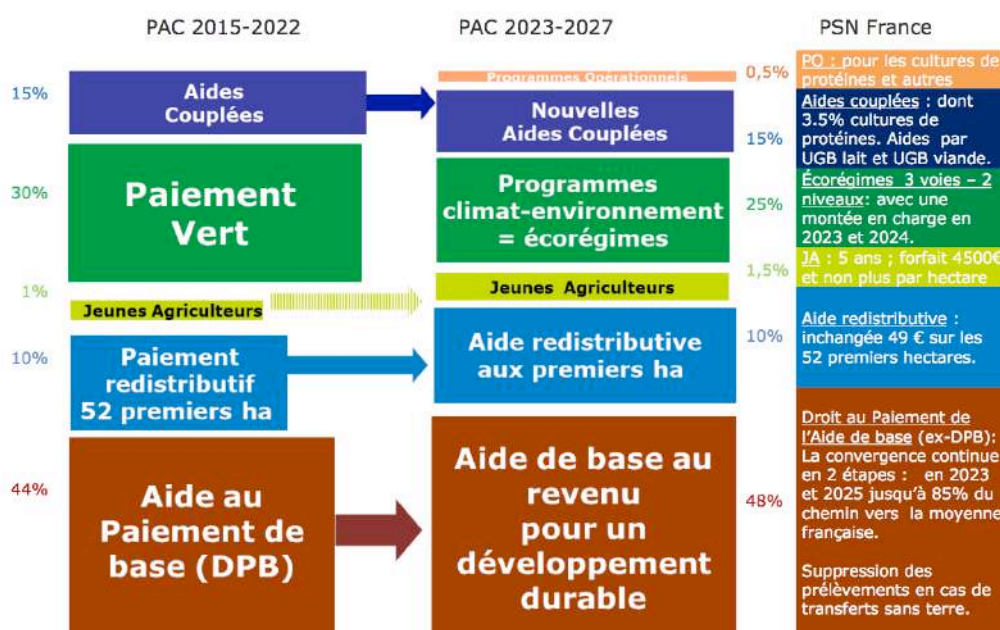 PAC 2015-2022
PAC 2023-2027
PSN France
15%
Aides
Couplées
30%
Paiement
Vert
1%
Jeunes Agriculteurs
10%
Paiement
redistributif
52 premiers ha
44%
Aide au
Paiement de
base (DPB)
Programmes Opérationnels
0,5%
Nouvelles
Aides Couplées
15%
Programmes
climat-environnement
= écorégimes
25%
1,5%
Jeunes Agriculteurs
Aide redistributive
aux premiers ha
10%
Aide de base au
revenu
pour un
développement
durable
48%
PO : pour les cultures de
protéines et autres
Aides couplées : dont
3.5% cultures de
protéines. Aides par
UGB lait et UGB viande.
Écorégimes 3 voies – 2
niveaux: avec une
montée en charge en
2023 et 2024.
JA : 5 ans ; forfait 4500€
et non plus par hectare
Aide redistributive :
inchangée 49 € sur les
52 premiers hectares.
Droit au Paiement de
l'Aide de base (ex-DPB):
La convergence continue
en 2 étapes : en 2023
et 2025 jusqu'à 85% du
chemin vers la moyenne
française.
Suppression des
prélèvements en cas de
transferts sans terre.